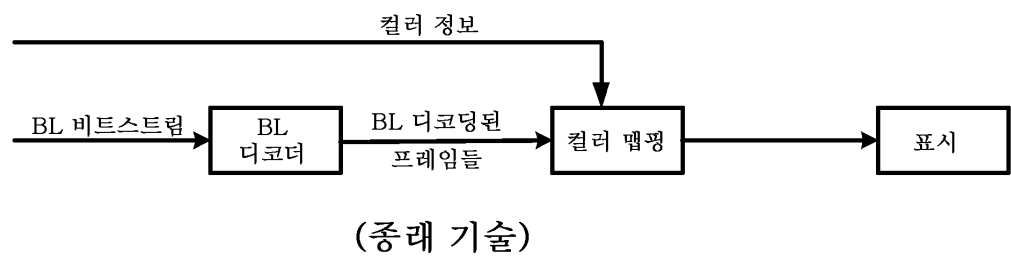 컬러 정보
BL 비트스트림
BL
디코더
BL 디코딩된
프레임들
컬러 맵핑
표시
(종래 기술)